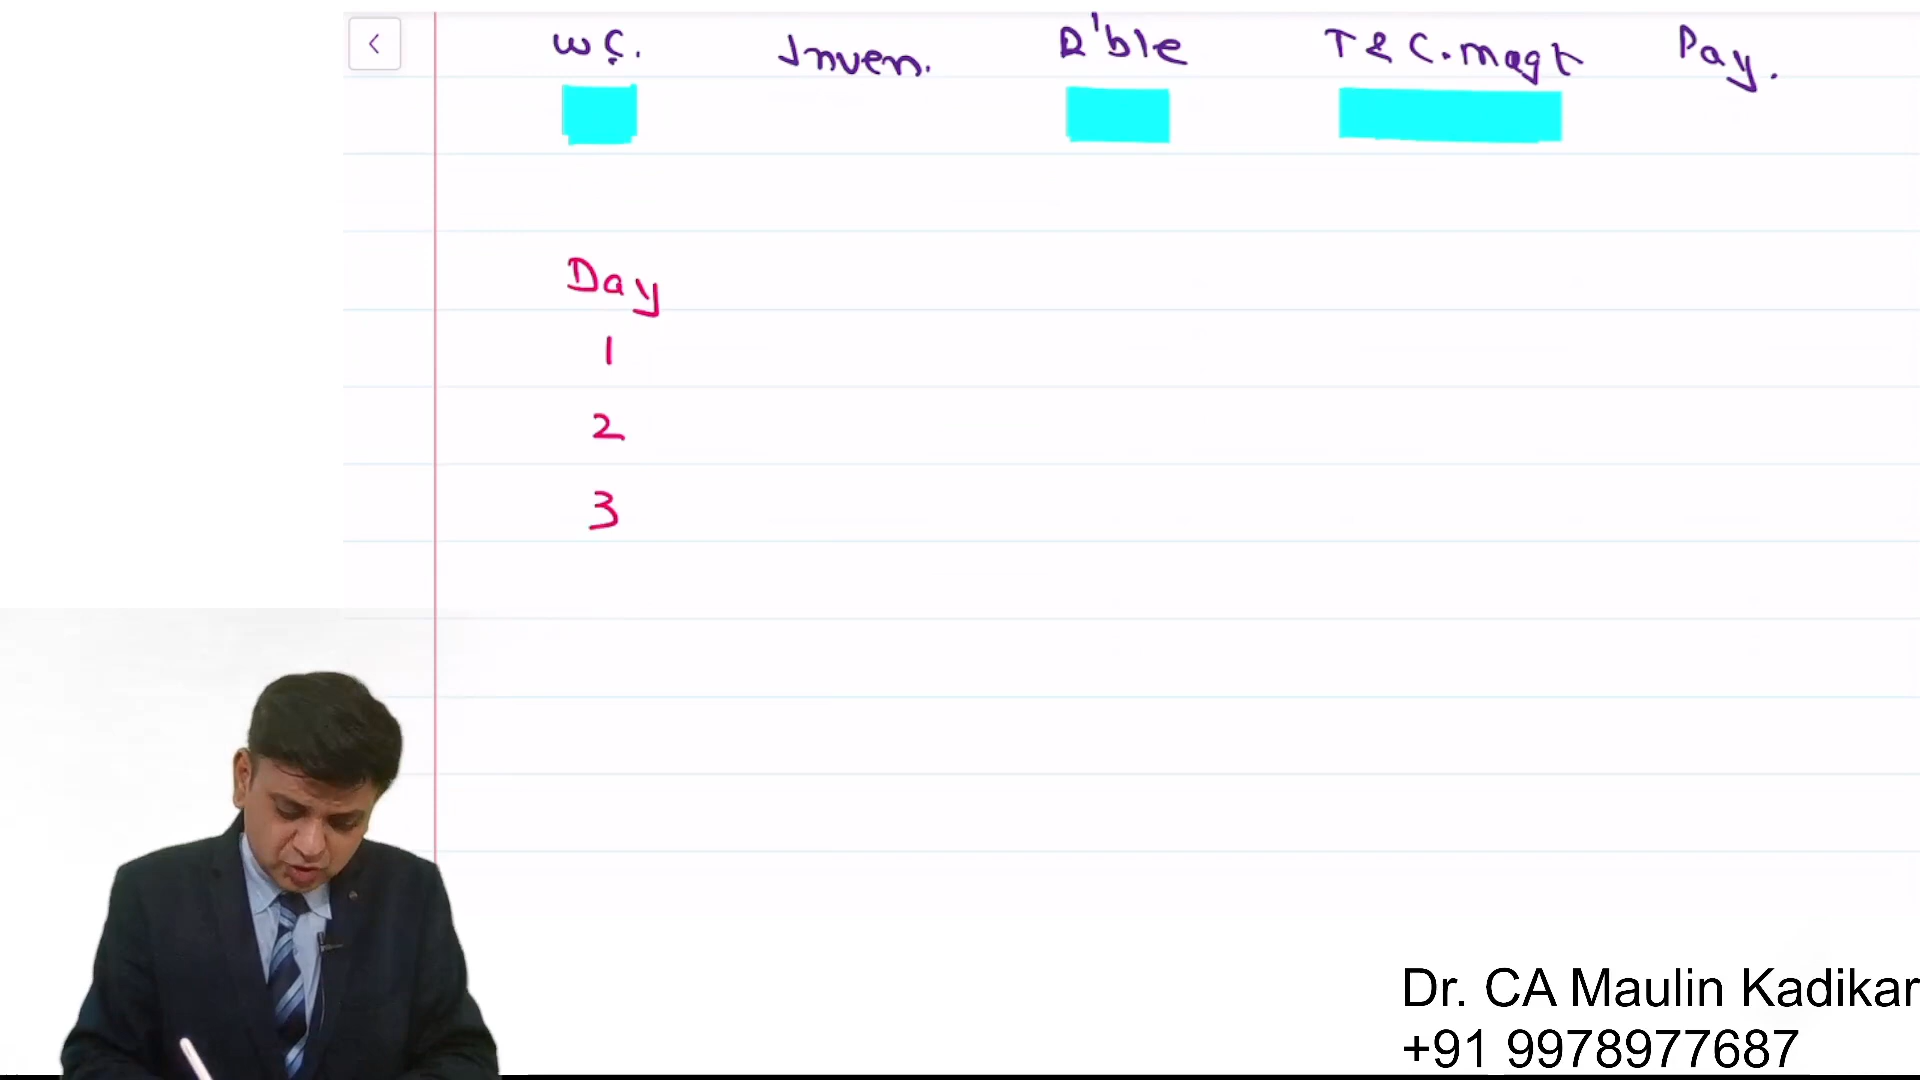 W.C. Inven. R'ble T & C. magt Pay.
Day
1
2
3
Dr. CA Maulin Kadikar
+91 9978977687